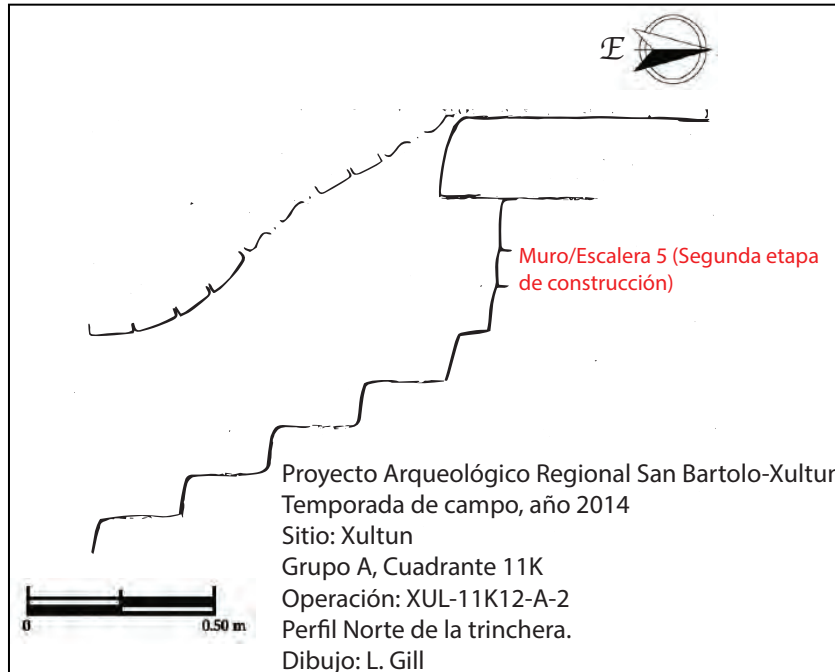 E
Muro/Escalera 5 (Segunda etapa
de construcción)
Proyecto Arqueológico Regional San Bartolo-Xultun
Temporada de campo, año 2014
Sitio: Xultun
Grupo A, Cuadrante 11K
Operación: XUL-11K12-A-2
Perfil Norte de la trinchera.
Dibujo: L. Gill
0 0.50 m